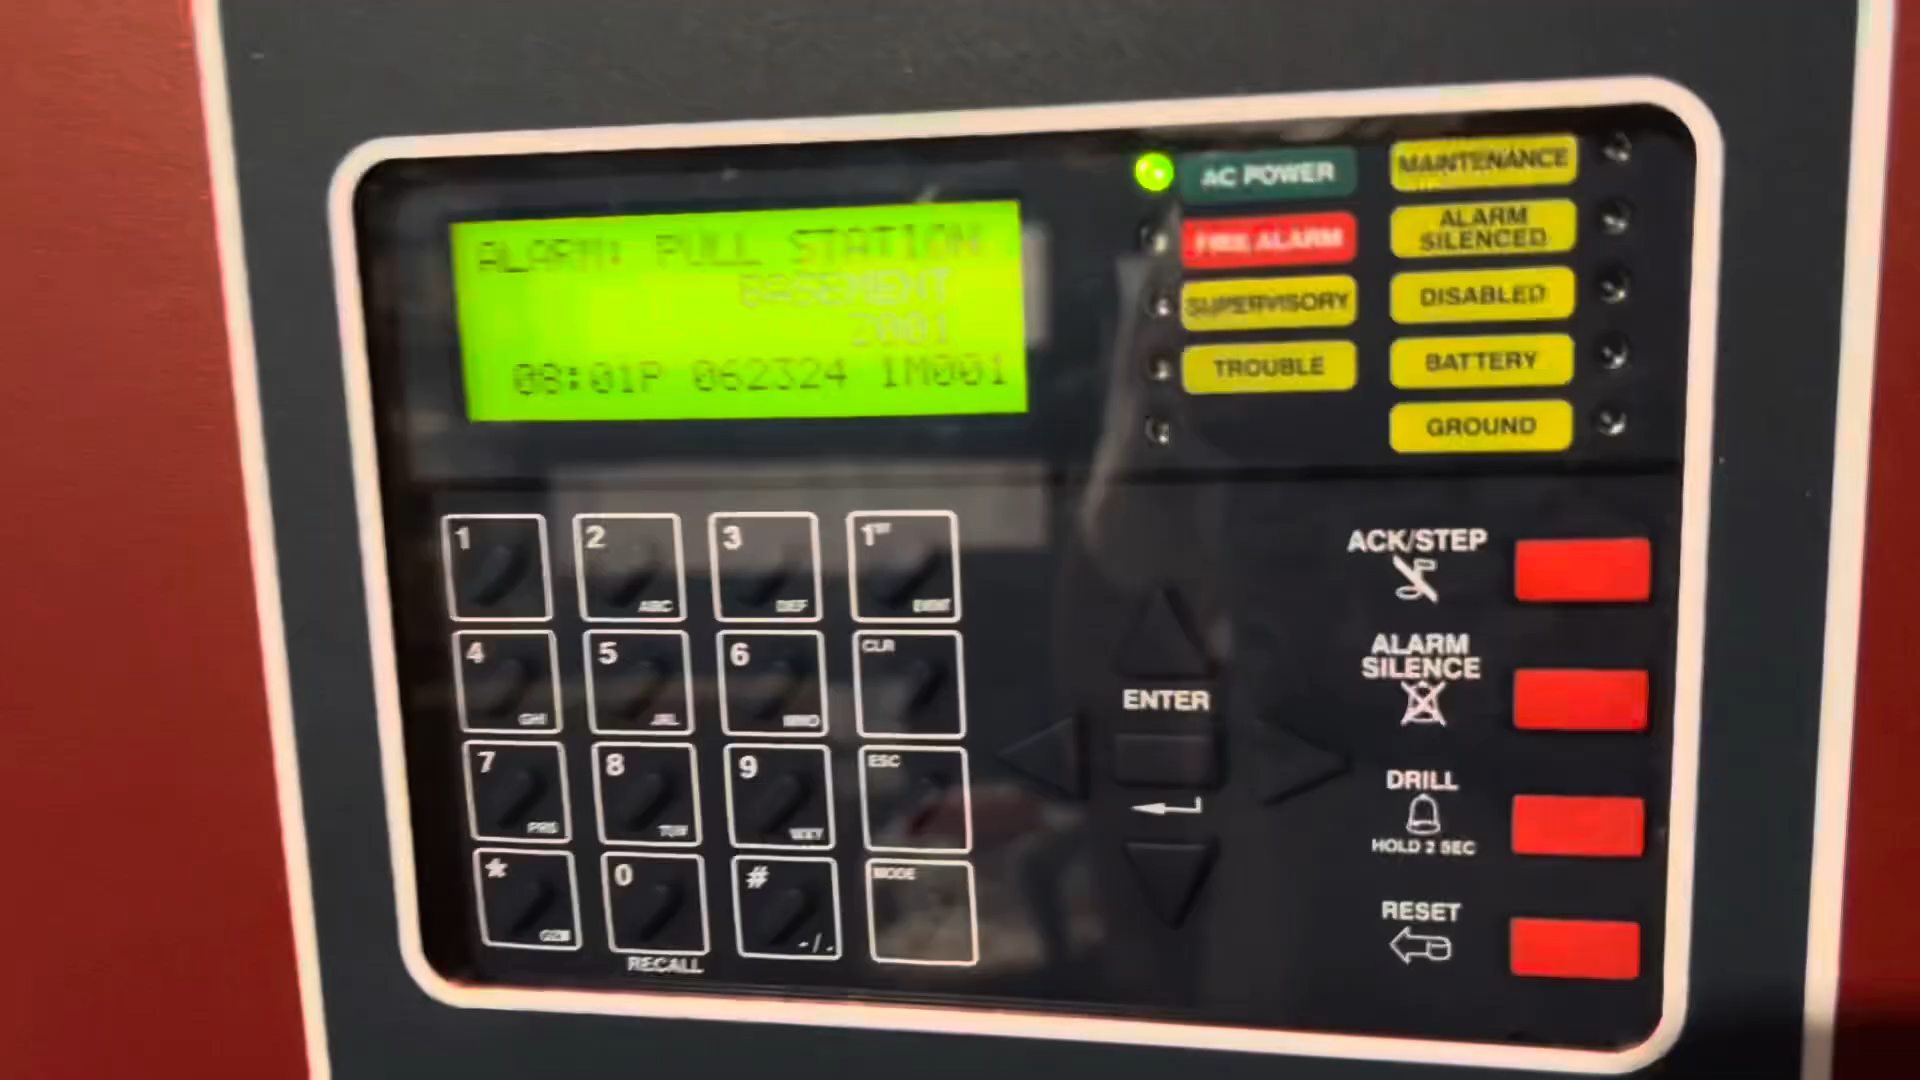 ALARM: PULL STATION
BASEMENT
2001
08:01P 062324 1M001
AC POWER
FIRE ALARM
SUPERVISORY
TROUBLE
MAINTENANCE
ALARM
SILENCED
DISABLED
BATTERY
GROUND
1
2 ABC
3 DEF
1ST EVENT
4 GHI
5 JKL
6 MNO
CLR
7 PRS
8 TUV
9 WXY
ESC
*
0
# -/.
MODE
RECALL
ENTER
ACK/STEP
ALARM
SILENCE
DRILL
HOLD 2 SEC
RESET